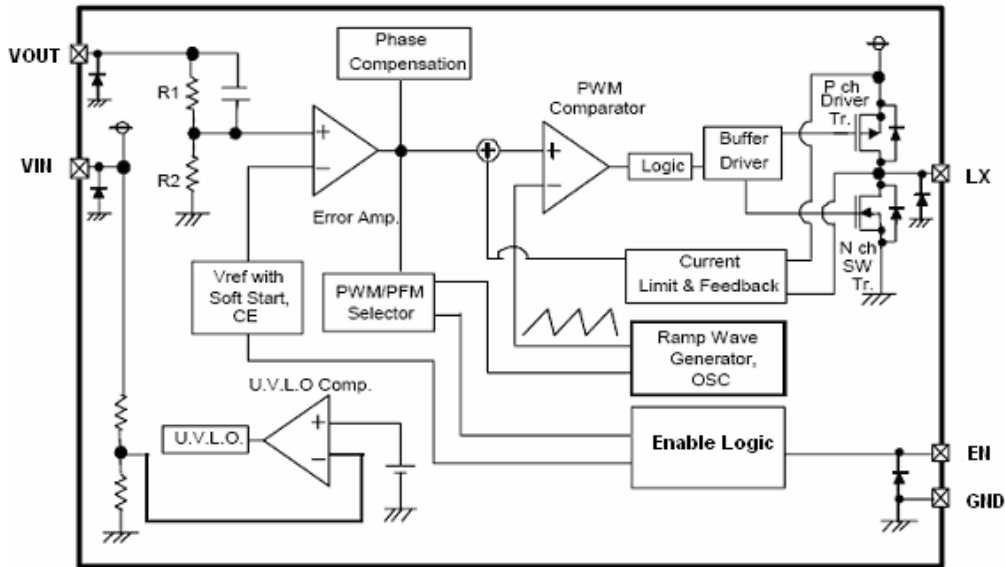 VOUT
Phase
Compensation
R1
PWM
Comparator
P ch
Driver
Tr.
VIN
R2
+
−
+
+
−
Logic
Buffer
Driver
LX
Error Amp.
N ch
SW
Tr.
Vref with
Soft Start,
CE
PWM/PFM
Selector
Current
Limit & Feedback
Ramp Wave
Generator,
OSC
U.V.L.O Comp.
U.V.L.O.
+
−
Enable Logic
EN
GND